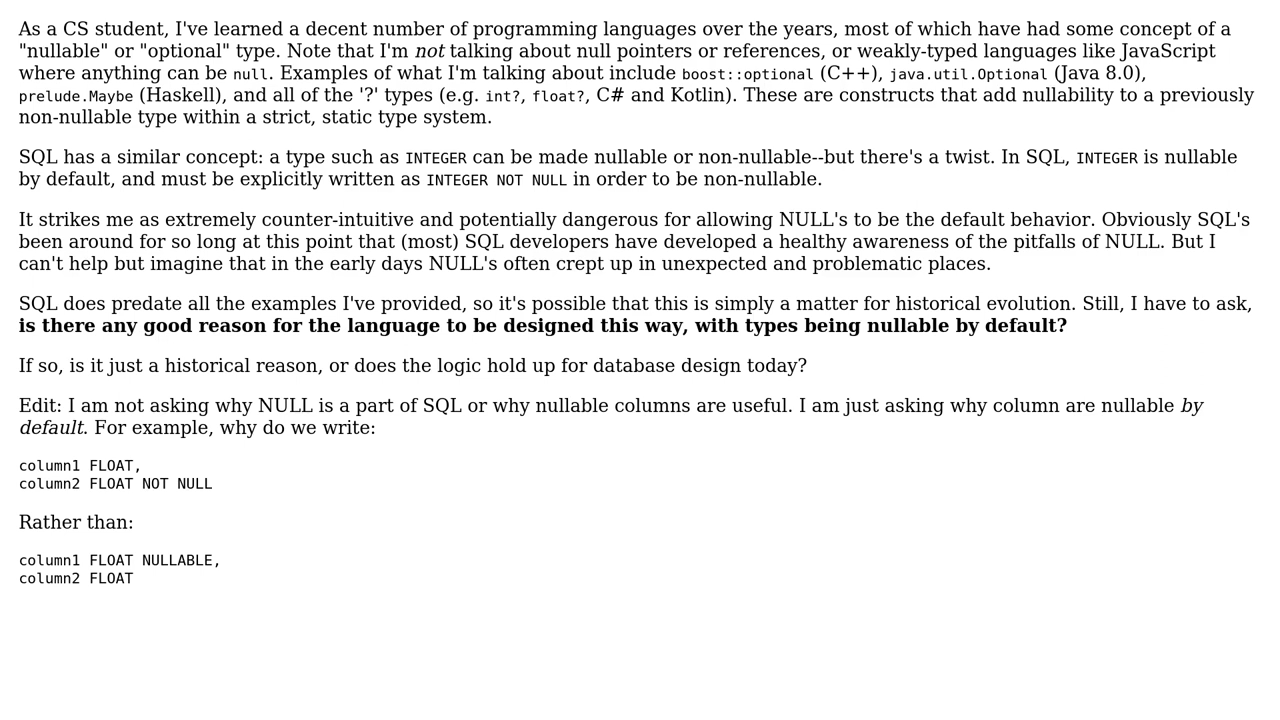 As a CS student, I've learned a decent number of programming languages over the years, most of which have had some concept of a
"nullable" or "optional" type. Note that I'm not talking about null pointers or references, or weakly-typed languages like JavaScript
where anything can be null. Examples of what I'm talking about include boost::optional (C++), java.util.Optional (Java 8.0),
prelude.Maybe (Haskell), and all of the '?' types (e.g. int?, float?, C# and Kotlin). These are constructs that add nullability to a previously
non-nullable type within a strict, static type system.
SQL has a similar concept: a type such as INTEGER can be made nullable or non-nullable--but there's a twist. In SQL, INTEGER is nullable
by default, and must be explicitly written as INTEGER NOT NULL in order to be non-nullable.
It strikes me as extremely counter-intuitive and potentially dangerous for allowing NULL's to be the default behavior. Obviously SQL's
been around for so long at this point that (most) SQL developers have developed a healthy awareness of the pitfalls of NULL. But I
can't help but imagine that in the early days NULL's often crept up in unexpected and problematic places.
SQL does predate all the examples I've provided, so it's possible that this is simply a matter for historical evolution. Still, I have to ask,
is there any good reason for the language to be designed this way, with types being nullable by default?
If so, is it just a historical reason, or does the logic hold up for database design today?
Edit: I am not asking why NULL is a part of SQL or why nullable columns are useful. I am just asking why column are nullable by
default. For example, why do we write:
column1 FLOAT,
column2 FLOAT NOT NULL
Rather than:
column1 FLOAT NULLABLE,
column2 FLOAT